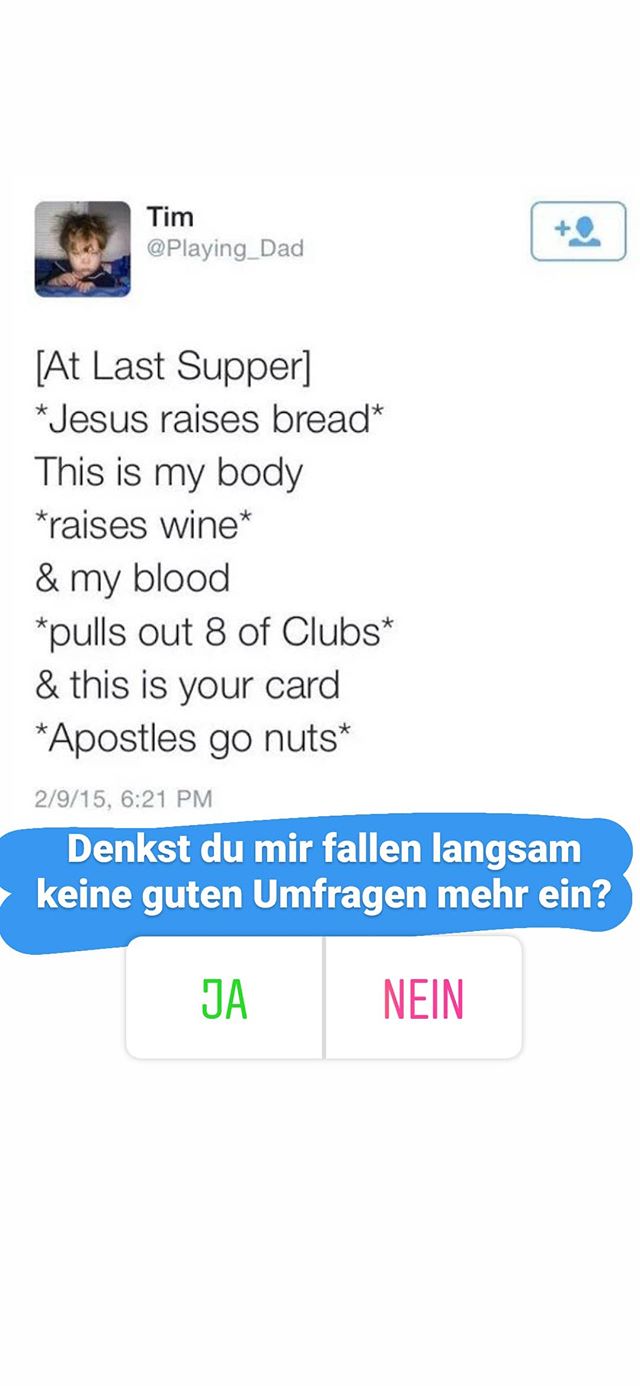 Tim
@Playing_Dad
[At Last Supper]
*Jesus raises bread*
This is my body
*raises wine*
& my blood
*pulls out 8 of Clubs*
& this is your card
*Apostles go nuts*
2/9/15, 6:21 PM
Denkst du mir fallen langsam
keine guten Umfragen mehr ein?
JA
NEIN